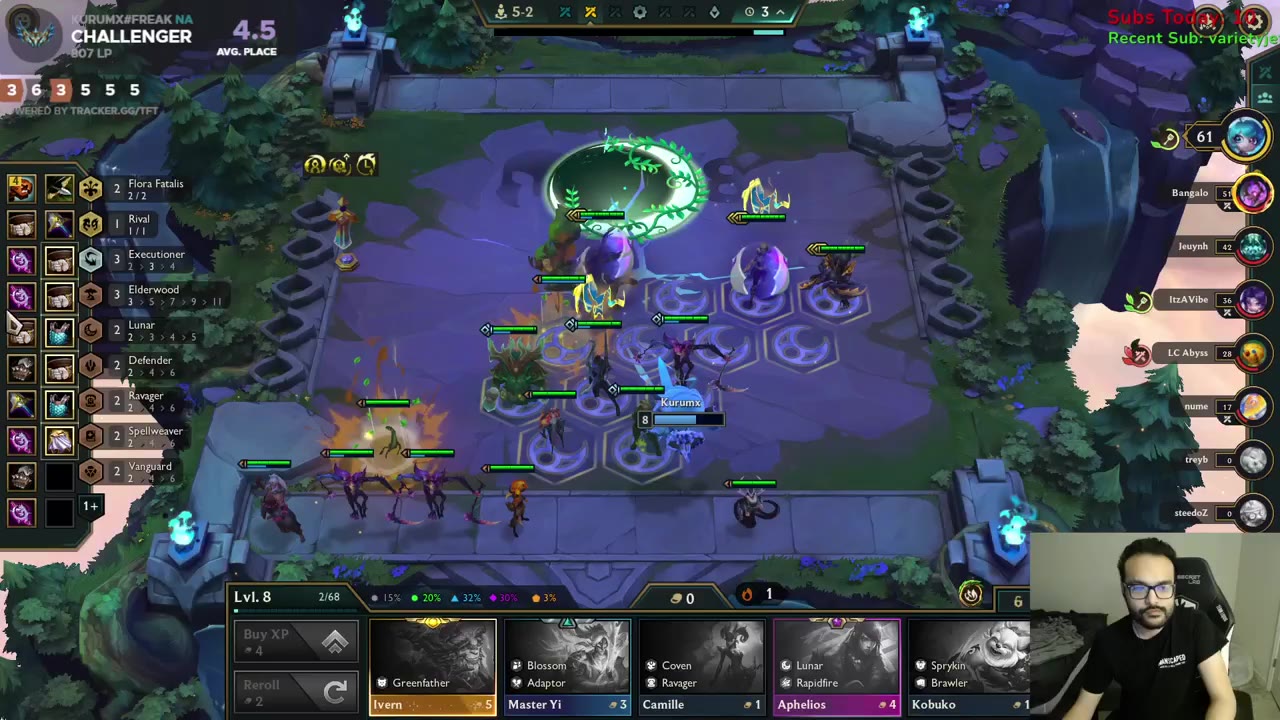 KURUMX#FREAK NA
CHALLENGER
807 LP
4.5
AVG. PLACE
3 6 3 5 5 5
WERED BY TRACKER.GG/TFT
5-2
3
Subs Today: 10
Recent Sub: varietyje
61
Bangalo 51
Jeuynh 42
ItzAVibe 36
LC Abyss 28
nume 17
treyb 0
steedoZ 0
2 Flora Fatalis
2 / 2
1 Rival
1 / 1
3 Executioner
2 > 3 > 4
3 Elderwood
3 > 5 > 7 > 9 > 11
2 Lunar
2 > 3 > 4 > 5
2 Defender
2 > 4 > 6
2 Ravager
2 > 4 > 6
2 Spellweaver
2 > 4 > 6
2 Vanguard
2 > 4 > 6
1+
Kurumx
8
Lvl. 8
2/68
15% 20% 32% 30% 3%
0
1
6
Buy XP
4
Reroll
2
Greenfather
Ivern 5
Blossom
Adaptor
Master Yi 3
Coven
Ravager
Camille 1
Lunar
Rapidfire
Aphelios 4
Sprykin
Brawler
Kobuko 1